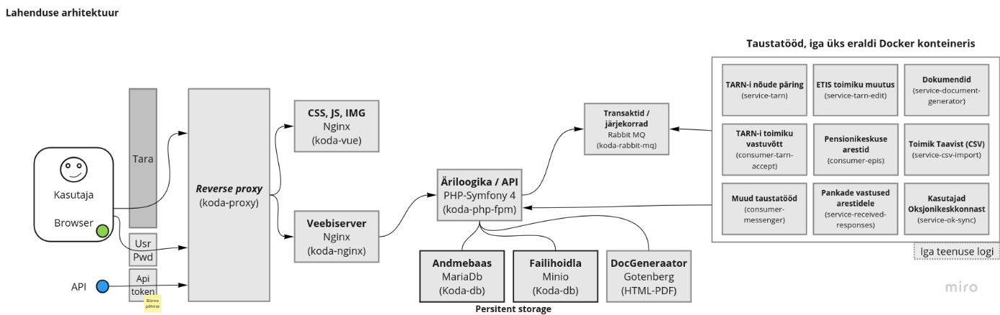 Lahenduse arhitektuur
Taustatööd, iga üks eraldi Docker konteineris
Kasutaja
Browser
API
Tara
Usr
Pwd
Api
token
Büroo
põhine
Reverse proxy
(koda-proxy)
CSS, JS, IMG
Nginx
(koda-vue)
Veebiserver
Nginx
(koda-nginx)
Äriloogika / API
PHP-Symfony 4
(koda-php-fpm)
Transaktid /
järjekorrad
Rabbit MQ
(koda-rabbit-mq)
Andmebaas
MariaDb
(Koda-db)
Failihoidla
Minio
(Koda-db)
DocGeneraator
Gotenberg
(HTML-PDF)
Persitent storage
TARN-i nõude päring
(service-tarn)
ETIS toimiku muutus
(service-tarn-edit)
Dokumendid
(service-document-
generator)
TARN-i toimiku
vastuvõtt
(consumer-tarn-
accept)
Pensionikeskuse
arestid
(consumer-epis)
Toimik Taavist (CSV)
(service-csv-import)
Muud taustatööd
(consumer-
messenger)
Pankade vastused
arestidele
(service-received-
responses)
Kasutajad
Oksjonikeskkonnast
(service-ok-sync)
Iga teenuse logi
miro